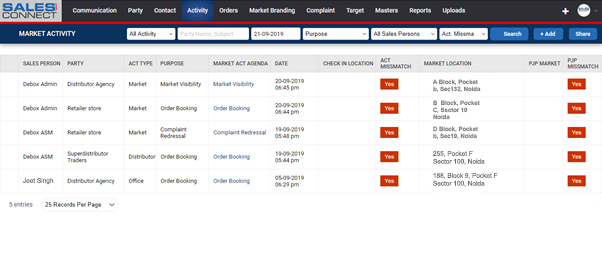 SALES
CONNECT
Communication Party Contact Activity Orders Market Branding Complaint Target Masters Reports Uploads
MARKET ACTIVITY All Activity Party Name, Subject 21-09-2019 Purpose All Sales Persons Act. Missma Search + Add Share
SALES PERSON PARTY ACT TYPE PURPOSE MARKET ACT AGENDA DATE CHECK IN LOCATION ACT MISSMATCH MARKET LOCATION PJP MARKET PJP MISSMATCH
Debox Admin Distributor Agency Market Market Visibility Market Visibility 20-09-2019 06:45 pm Yes A Block, Pocket b, Sec132, Noida Yes
Debox Admin Retailer store Market Order Booking Order Booking 20-09-2019 06:44 pm Yes B Block, Pocket C, Sector 19 Noida Yes
Debox ASM Retailer store Market Complaint Redressal Complaint Redressal 19-09-2019 05:48 pm Yes D Block, Pocket b, Sec19, Noida Yes
Debox ASM Superdistributor Traders Distributor Order Booking Order Booking 19-09-2019 05:44 pm Yes 255, Pocket F Sector 100, Noida Yes
Jeet Singh Distributor Agency Office Order Booking Order Booking 05-09-2019 06:29 pm Yes 188, Block 9, Pocket F Sector 100, Noida Yes
5 entries 25 Records Per Page